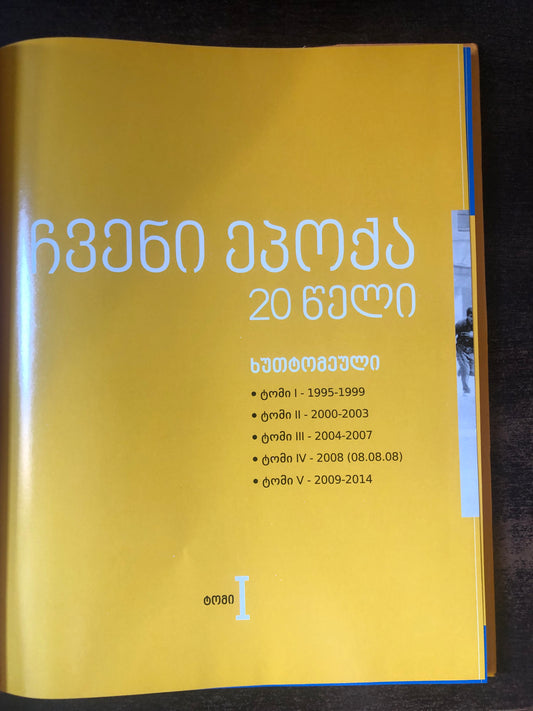 ჩვენი ეპოქა
20 წელი
ხუთტომეული
• ტომი I - 1995-1999
• ტომი II - 2000-2003
• ტომი III - 2004-2007
• ტომი IV - 2008 (08.08.08)
• ტომი V - 2009-2014
ტომი I